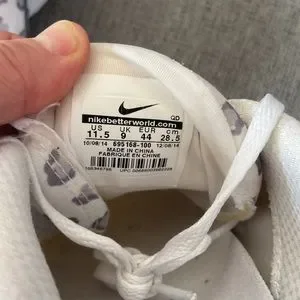 QD
nikebetterworld.com
US UK EUR cm
11.5 9 44 28.5
10/08/14 695168-100 12/08/14
MADE IN CHINA
FABRIQUE EN CHINE